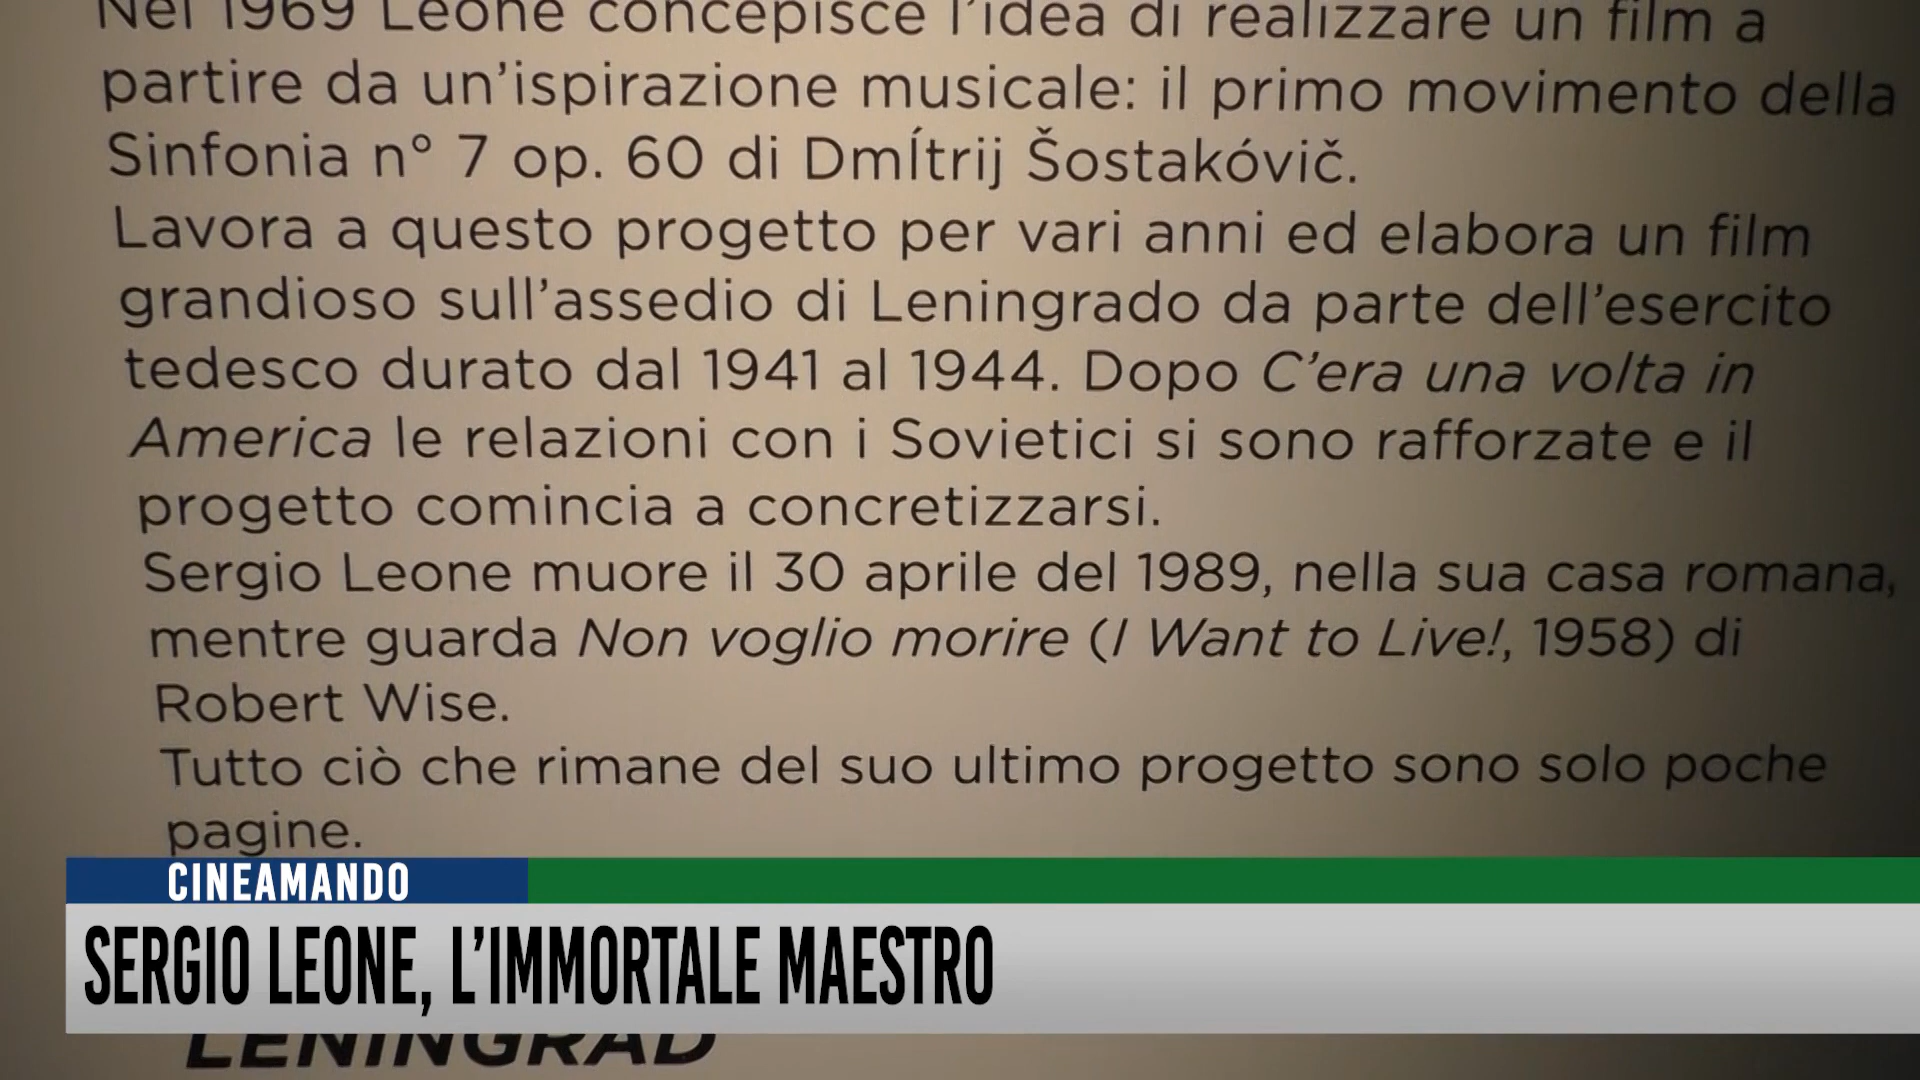 Nel 1969 Leone concepisce l'idea di realizzare un film a
partire da un'ispirazione musicale: il primo movimento della
Sinfonia n° 7 op. 60 di DmÍtrij Šostakóvič.
Lavora a questo progetto per vari anni ed elabora un film
grandioso sull'assedio di Leningrado da parte dell'esercito
tedesco durato dal 1941 al 1944. Dopo C'era una volta in
America le relazioni con i Sovietici si sono rafforzate e il
progetto comincia a concretizzarsi.
Sergio Leone muore il 30 aprile del 1989, nella sua casa romana,
mentre guarda Non voglio morire (I Want to Live!, 1958) di
Robert Wise.
Tutto ciò che rimane del suo ultimo progetto sono solo poche
pagine.
CINEAMANDO
SERGIO LEONE, L'IMMORTALE MAESTRO
LENINGRAD